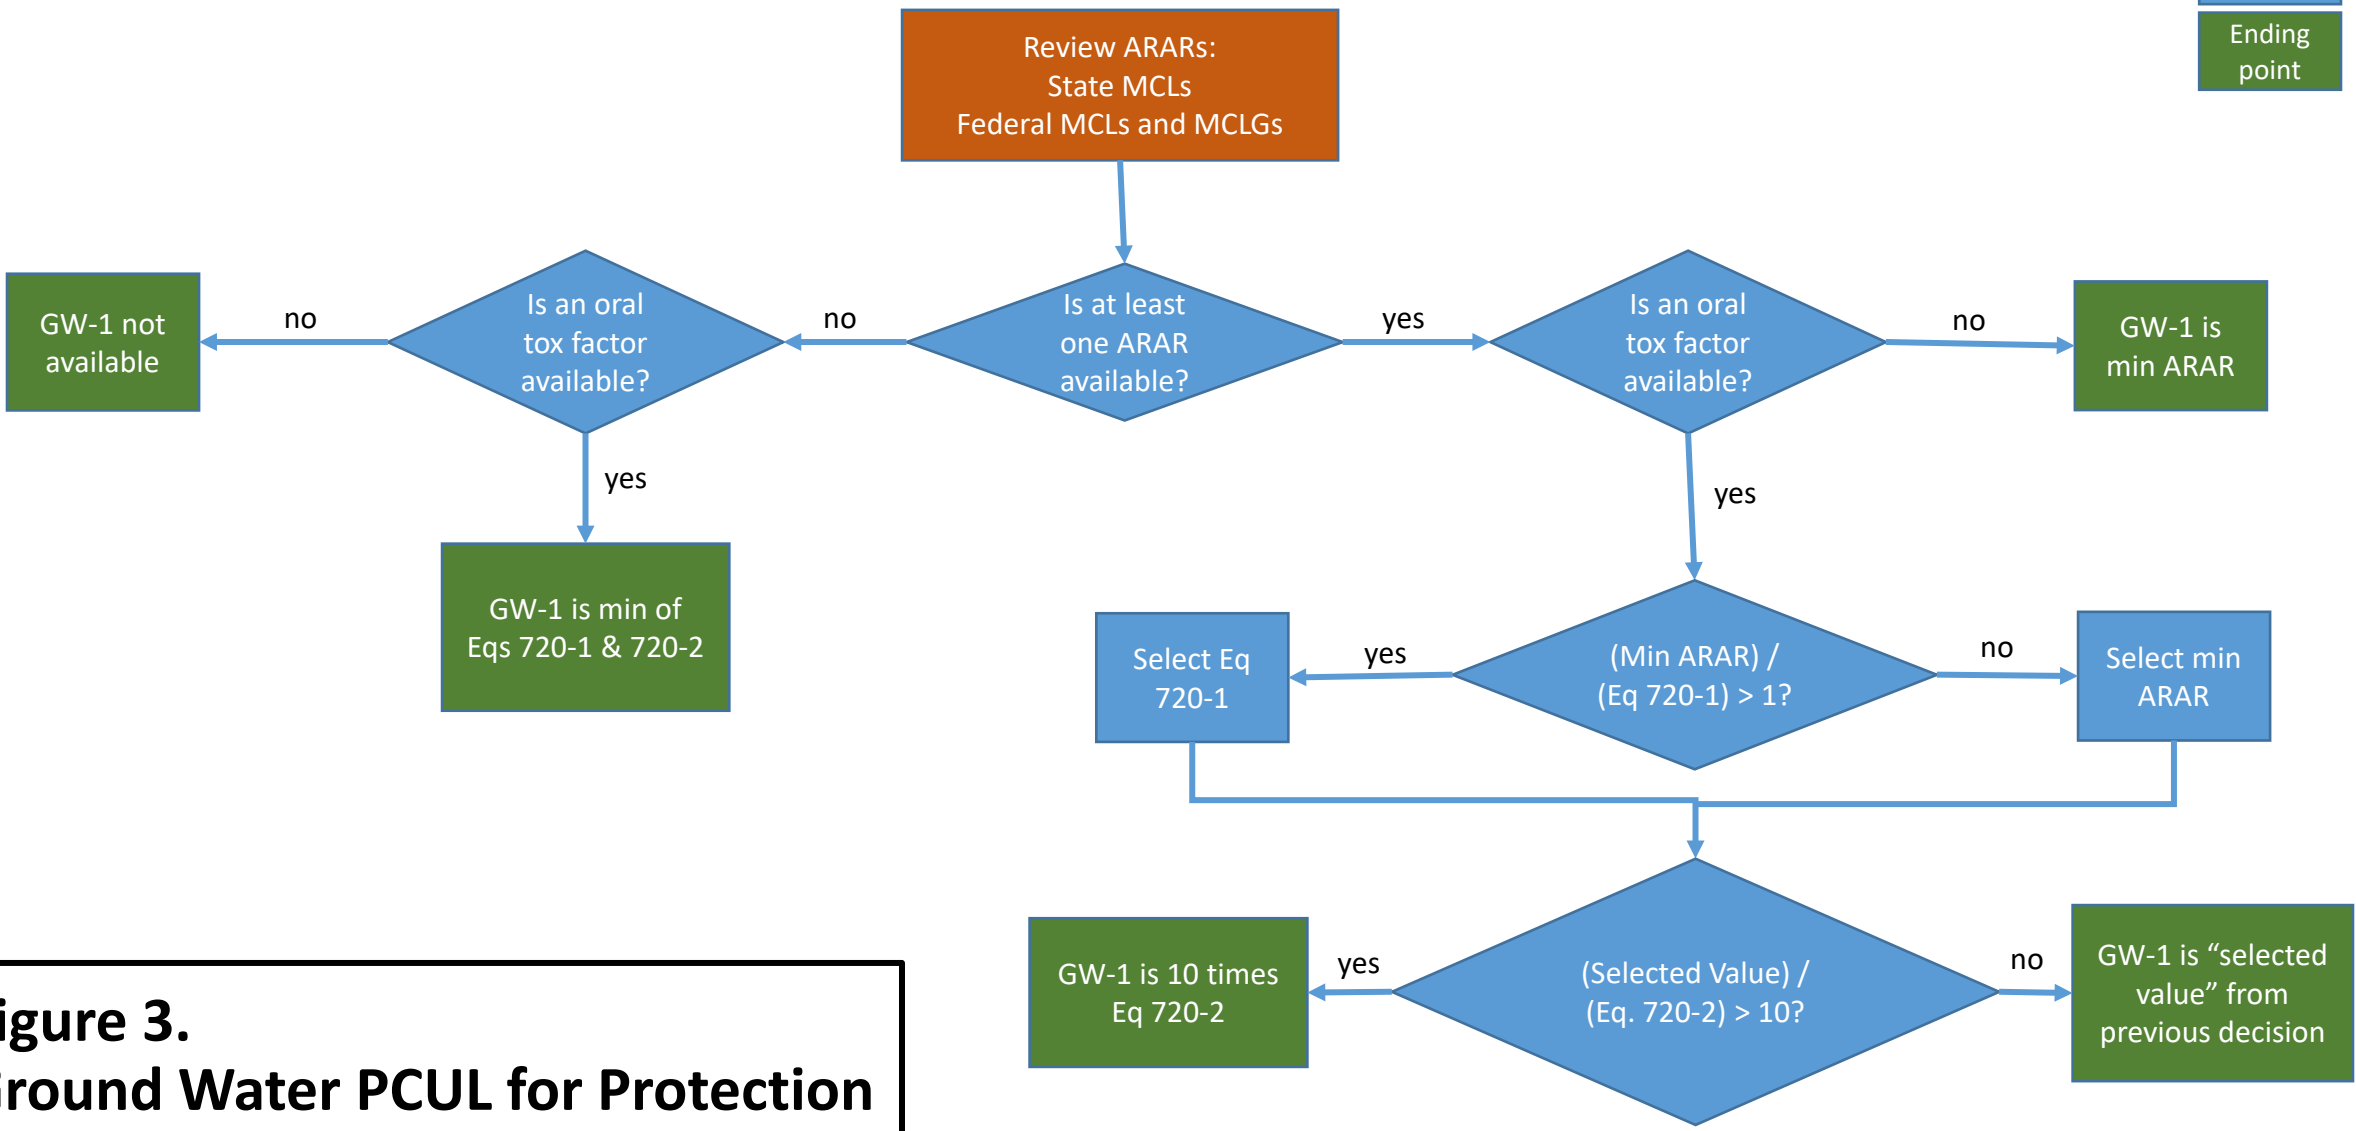 Ending
point
Review ARARs:
State MCLs
Federal MCLs and MCLGs
GW-1 not
available
no
Is an oral
tox factor
available?
no
Is at least
one ARAR
available?
yes
Is an oral
tox factor
available?
no
GW-1 is
min ARAR
yes
yes
GW-1 is min of
Eqs 720-1 & 720-2
Select Eq
720-1
yes
(Min ARAR) /
(Eq 720-1) > 1?
no
Select min
ARAR
GW-1 is 10 times
Eq 720-2
yes
(Selected Value) /
(Eq. 720-2) > 10?
no
GW-1 is “selected
value” from
previous decision
igure 3.
round Water PCUL for Protection